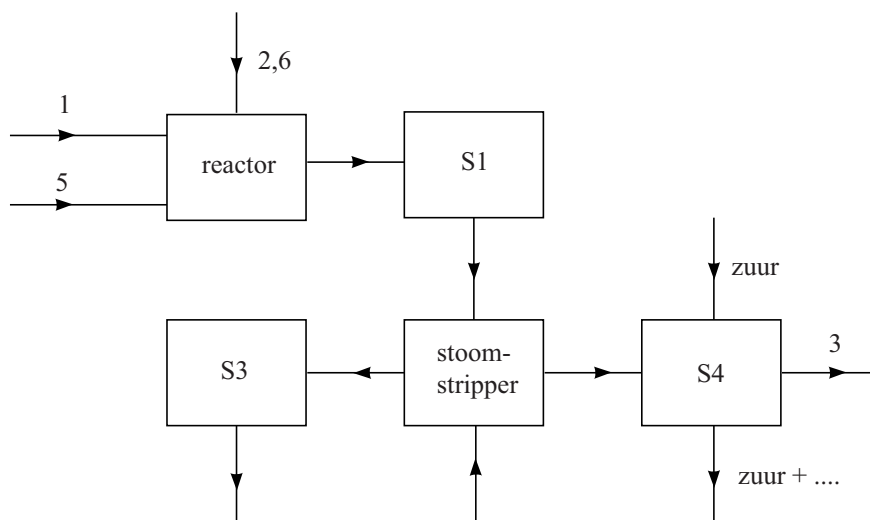 2,6
1
reactor
S1
5
zuur
S3
stoom-
stripper
S4
3
zuur + ....